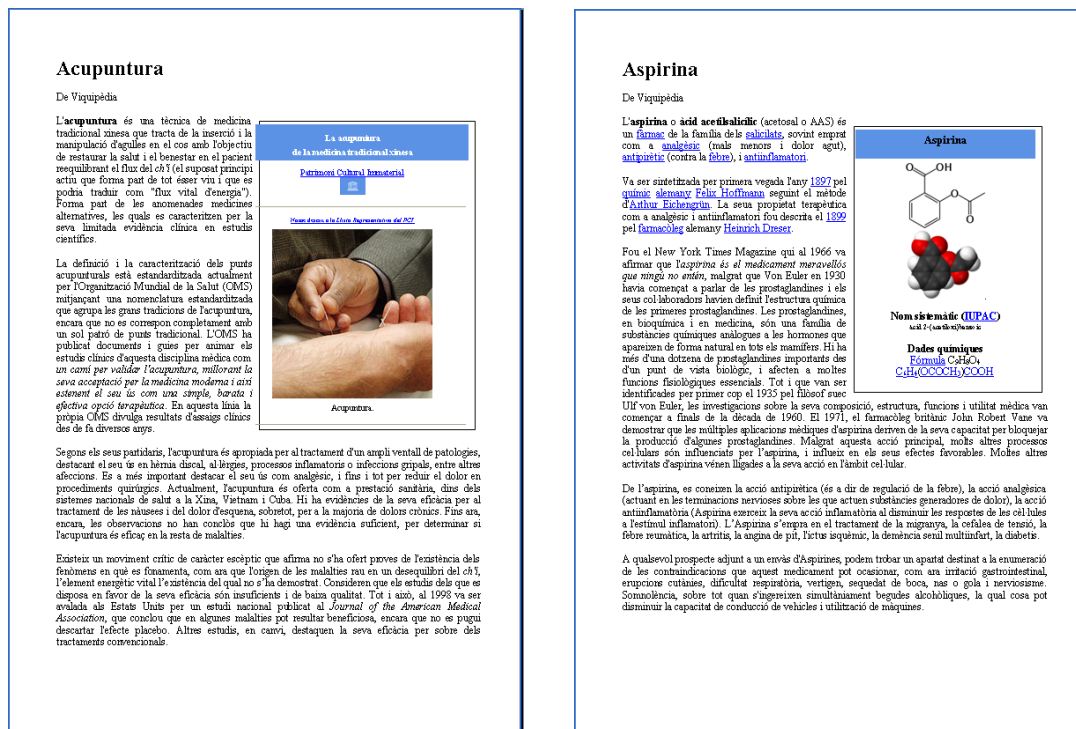 Acupuntura
De Viquipèdia
L'acupuntura és una tècnica de medicina
tradicional xinesa que tracta de la inserció i la
manipulació d'agulles en el cos amb l'objectiu
de restaurar la salut i el benestar en el pacient
reequilibrant el flux del ch'i (el suposat principi
actiu que forma part de tot ésser viu i que es
podria traduir com "flux vital d'energia").
Forma part de les anomenades medicines
alternatives, les quals es caracteritzen per la
seva limitada evidència clínica en estudis
científics.
La definició i la caracterització dels punts
acupunturals està estandarditzada actualment
per l'Organització Mundial de la Salut (OMS)
mitjançant una nomenclatura estandarditzada
que agrupa les grans tradicions de l'acupuntura,
encara que no es correspon completament amb
un sol patró de punts tradicional. L'OMS ha
publicat documents i guies per animar els
estudis clínics d'aquesta disciplina mèdica com
un camí per validar l'acupuntura, millorant la
seva acceptació per la medicina moderna i així
estenent el seu ús com una simple, barata i
efectiva opció terapèutica. En aquesta línia la
pròpia OMS divulga resultats d'assaigs clínics
des de fa diversos anys.
La acupuntura
de la medicina tradicional xinesa
Patrimoni Cultural Immaterial
Acupuntura.
Segons els seus partidaris, l'acupuntura és apropiada per al tractament d'un ampli ventall de patologies,
destacant el seu ús en hèrnia discal, al·lèrgies, processos inflamatoris o infeccions gripals, entre altres
afeccions. Es a més important destacar el seu ús com analgèsic, i fins i tot per reduir el dolor en
procediments quirúrgics. Actualment, l'acupuntura és oferta com a prestació sanitària, dins dels
sistemes nacionals de salut a la Xina, Vietnam i Cuba. Hi ha evidències de la seva eficàcia per al
tractament de les nàusees i del dolor d'esquena, sobretot, per a la majoria de dolors crònics. Fins ara,
encara, les observacions no han conclòs que hi hagi una evidència suficient, per determinar si
l'acupuntura és eficaç en la resta de malalties.
Existeix un moviment crític de caràcter escèptic que afirma no s'ha ofert proves de l'existència dels
fenòmens en què es fonamenta, com ara que l'origen de les malalties rau en un desequilibri del ch'i,
l'element energètic vital l'existència del qual no s'ha demostrat. Consideren que els estudis dels que es
disposa en favor de la seva eficàcia són insuficients i de baixa qualitat. Tot i això, al 1998 va ser
avalada als Estats Units per un estudi nacional publicat al Journal of the American Medical
Association, que conclou que en algunes malalties pot resultar beneficiosa, encara que no es pugui
descartar l'efecte placebo. Altres estudis, en canvi, destaquen la seva eficàcia per sobre dels
tractaments convencionals.
Aspirina
De Viquipèdia
L'aspirina o àcid acetilsalicílic (acetosal o AAS) és
un fàrmac de la família dels salicilats, sovint emprat
com a analgèsic (mals menors i dolor agut),
antipirètic (contra la febre), i antiinflamatori.
Va ser sintetitzada per primera vegada l'any 1897 pel
químic alemany Felix Hoffmann seguint el mètode
d'Arthur Eichengrün. La seua propietat terapèutica
com a analgèsic i antiinflamatori fou descrita el 1899
pel farmacòleg alemany Heinrich Dreser.
Fou el New York Times Magazine qui al 1966 va
afirmar que l'aspirina és el medicament meravellós
que ningú no entén, malgrat que Von Euler en 1930
havia començat a parlar de les prostaglandines i els
seus col·laboradors havien definit l'estructura química
de les primeres prostaglandines. Les prostaglandines,
en bioquímica i en medicina, són una família de
substàncies químiques anàlogues a les hormones que
apareixen de forma natural en tots els mamífers. Hi ha
més d'una dotzena de prostaglandines importants des
d'un punt de vista biològic, i afecten a moltes
funcions fisiològiques essencials. Tot i que van ser
identificades per primer cop el 1935 pel filòsof suec
Ulf von Euler, les investigacions sobre la seva composició, estructura, funcions i utilitat mèdica van
començar a finals de la dècada de 1960. El 1971, el farmacòleg britànic John Robert Vane va
demostrar que les múltiples aplicacions mèdiques d'aspirina deriven de la seva capacitat per bloquejar
la producció d'algunes prostaglandines. Malgrat aquesta acció principal, molts altres processos
cel·lulars són influenciats per l'aspirina, i influeix en els seus efectes favorables. Moltes altres
activitats d'aspirina vénen lligades a la seva acció en l'àmbit cel·lular.
Aspirina
O
OH
O
O
Nom sistemàtic (IUPAC)
àcid 2-(acetiloxi)benzoic
Dades químiques
Fórmula C9H8O4
C6H4(OCOCH3)COOH
De l'aspirina, es coneixen la acció antipirètica (és a dir de regulació de la febre), la acció analgèsica
(actuant en les terminacions nervioses sobre les que actuen substàncies generadores de dolor), la acció
antiinflamatòria (Aspirina exerceix la seva acció inflamatòria al disminuir les respostes de les cèl·lules
a l'estímul inflamatori). L'Aspirina s'empra en el tractament de la migranya, la cefalea de tensió, la
febre reumàtica, la artritis, la angina de pit, l'ictus isquèmic, la demència senil multiinfart, la diabetis.
A qualsevol prospecte adjunt a un envàs d'Aspirines, podem trobar un aparat destinat a la enumeració
de les contraindicacions que aquest medicament pot ocasionar, com ara irritació gastrointestinal,
erupcions cutànies, dificultat respiratòria, vertigen, sequedat de boca, nas o gola i nerviosisme.
Somnolència, sobre tot quan s'ingereixen simultàniament begudes alcohòliques, la qual cosa pot
disminuir la capacitat de conducció de vehicles i utilització de màquines.